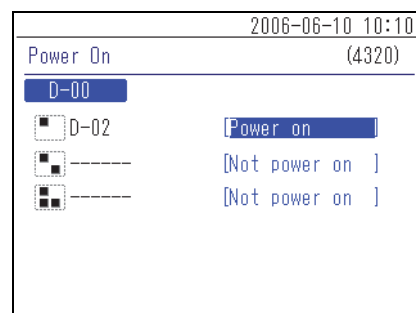 2006-06-10 10:10
Power On (4320)
D-00
D-02 [Power on ]
------ [Not power on ]
------ [Not power on ]